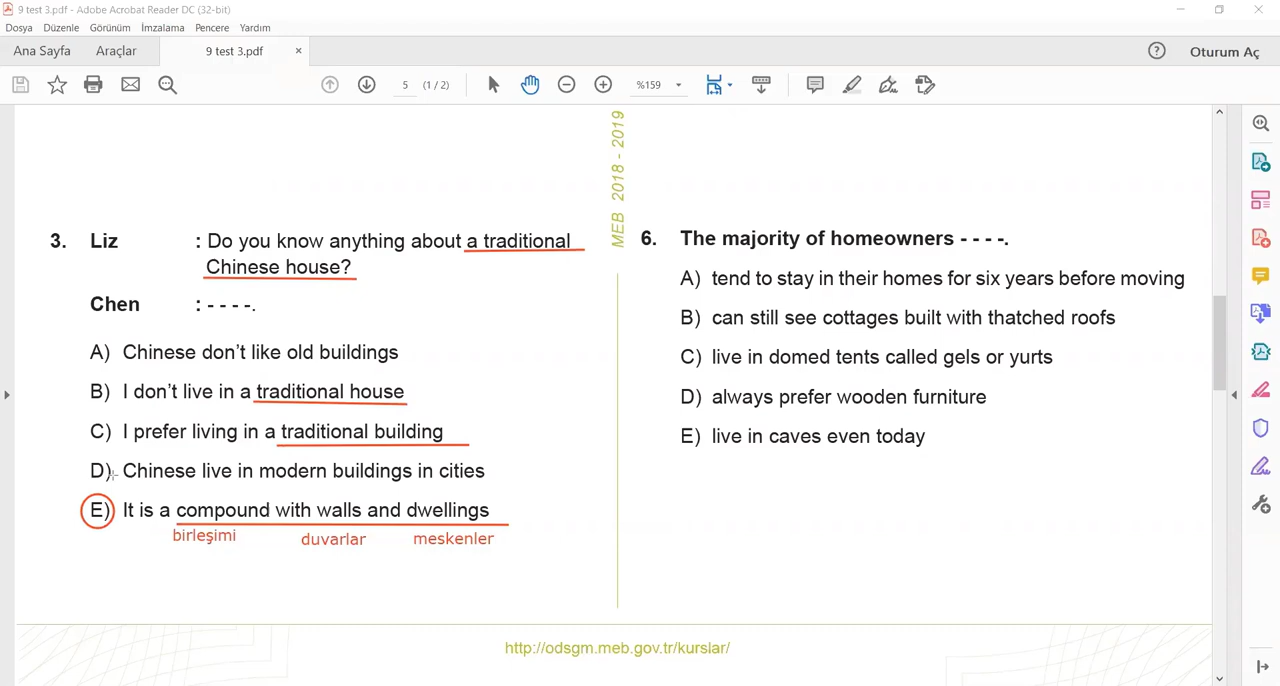 9 test 3.pdf - Adobe Acrobat Reader DC (32-bit)
Dosya Düzenle Görünüm İmzalama Pencere Yardım
Ana Sayfa Araçlar 9 test 3.pdf × Oturum Aç
5 (1 / 2) %159
MEB 2018 - 2019
3. Liz : Do you know anything about a traditional
Chinese house?
Chen : - - - -.
A) Chinese don't like old buildings
B) I don't live in a traditional house
C) I prefer living in a traditional building
D) Chinese live in modern buildings in cities
E) It is a compound with walls and dwellings
birleşimi duvarlar meskenler
6. The majority of homeowners - - - -.
A) tend to stay in their homes for six years before moving
B) can still see cottages built with thatched roofs
C) live in domed tents called gels or yurts
D) always prefer wooden furniture
E) live in caves even today
http://odsgm.meb.gov.tr/kurslar/